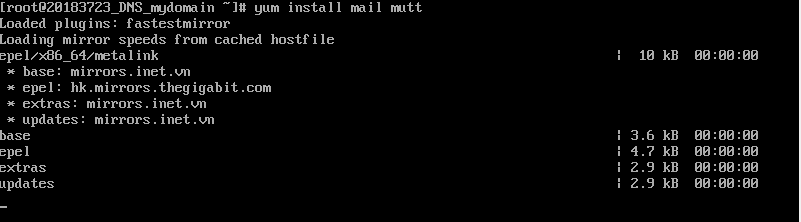 [root@20183723_DNS_mydomain ~]# yum install mail mutt
Loaded plugins: fastestmirror
Loading mirror speeds from cached hostfile
epel/x86_64/metalink | 10 kB 00:00:00
* base: mirrors.inet.vn
* epel: hk.mirrors.thegigabit.com
* extras: mirrors.inet.vn
* updates: mirrors.inet.vn
base | 3.6 kB 00:00:00
epel | 4.7 kB 00:00:00
extras | 2.9 kB 00:00:00
updates | 2.9 kB 00:00:00
_